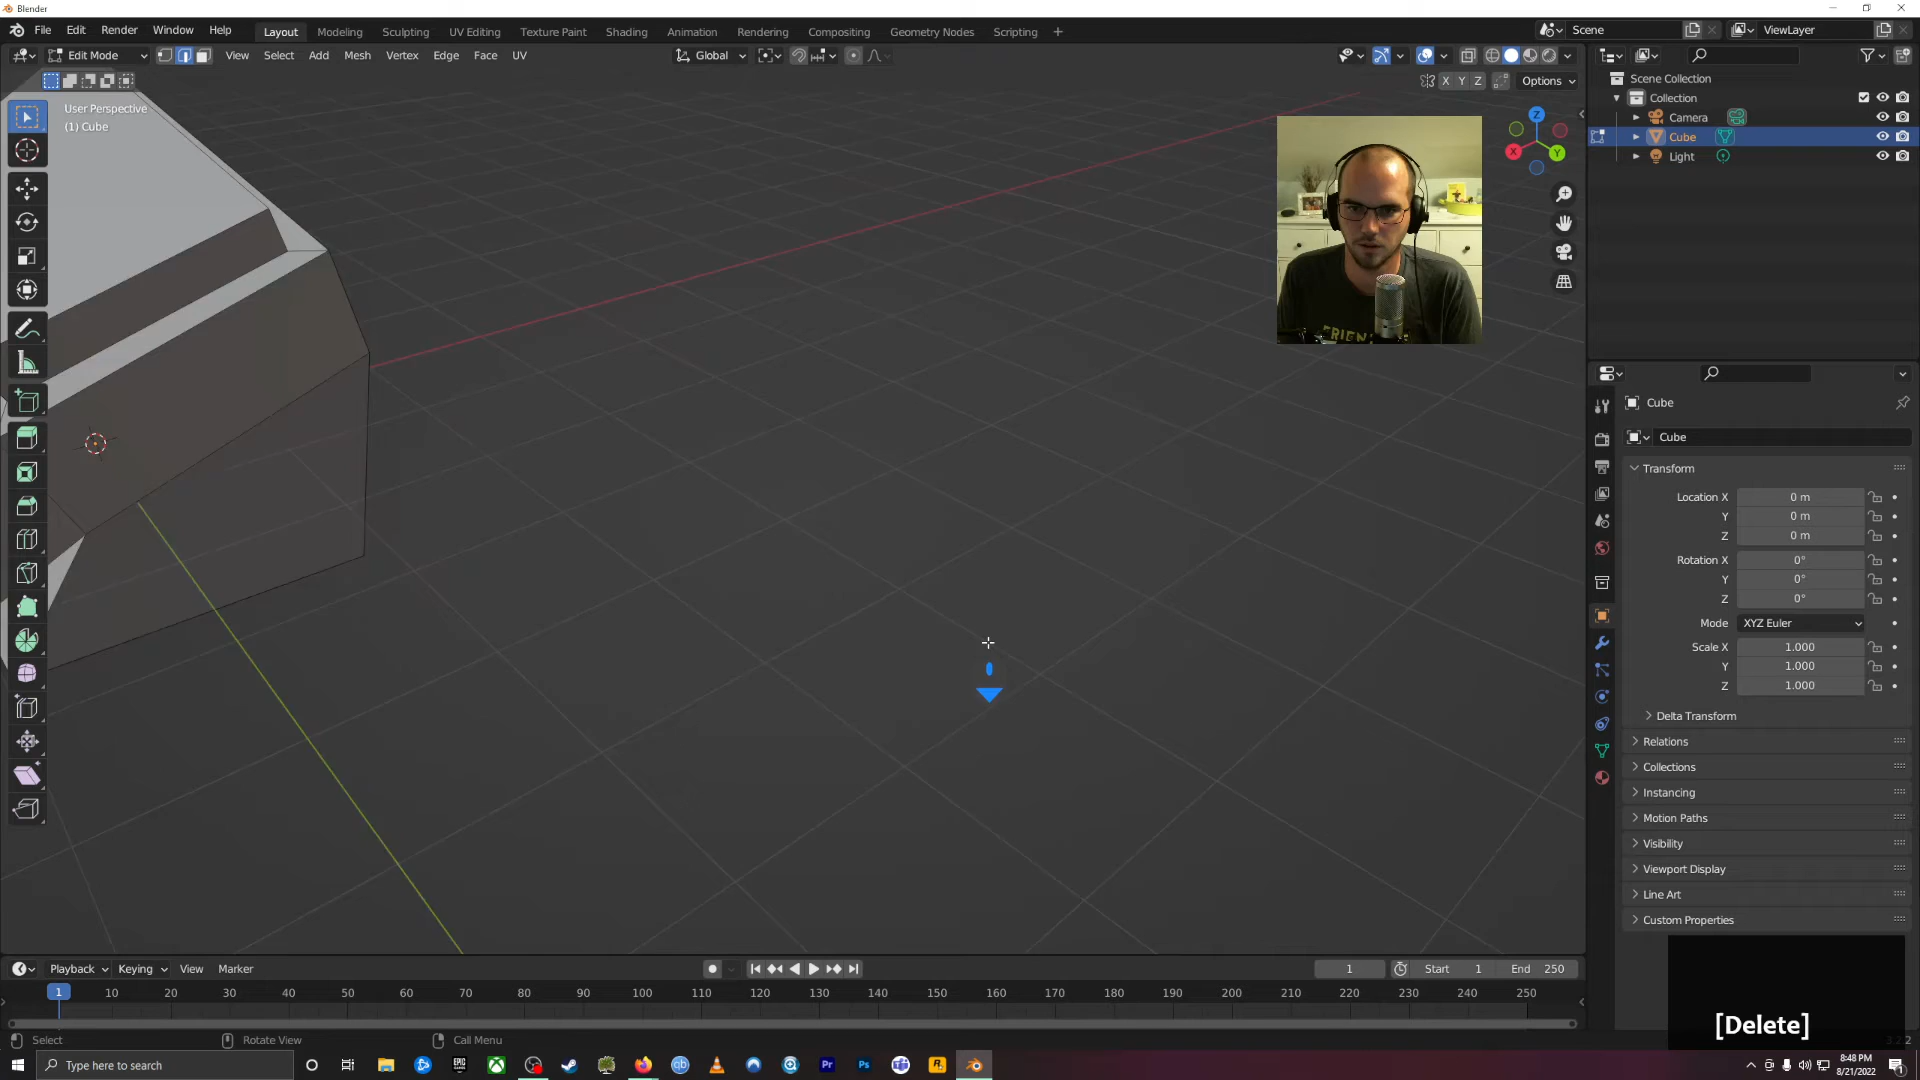 Blender
File Edit Render Window Help Layout Modeling Sculpting UV Editing Texture Paint Shading Animation Rendering Compositing Geometry Nodes Scripting + Scene ViewLayer
Edit Mode View Select Add Mesh Vertex Edge Face UV Global
X Y Z Options
User Perspective
(1) Cube
Z
X
Y
Scene Collection
Collection
Camera
Cube
Light
Cube
Cube
Transform
Location X 0 m
Y 0 m
Z 0 m
Rotation X 0°
Y 0°
Z 0°
Mode XYZ Euler
Scale X 1.000
Y 1.000
Z 1.000
Delta Transform
Relations
Collections
Instancing
Motion Paths
Visibility
Viewport Display
Line Art
Custom Properties
Playback Keying View Marker 1 Start 1 End 250
1 10 20 30 40 50 60 70 80 90 100 110 120 130 140 150 160 170 180 190 200 210 220 230 240 250
[Delete]
Select Rotate View Call Menu
Type here to search
Pr Ps
8:48 PM
8/21/2022